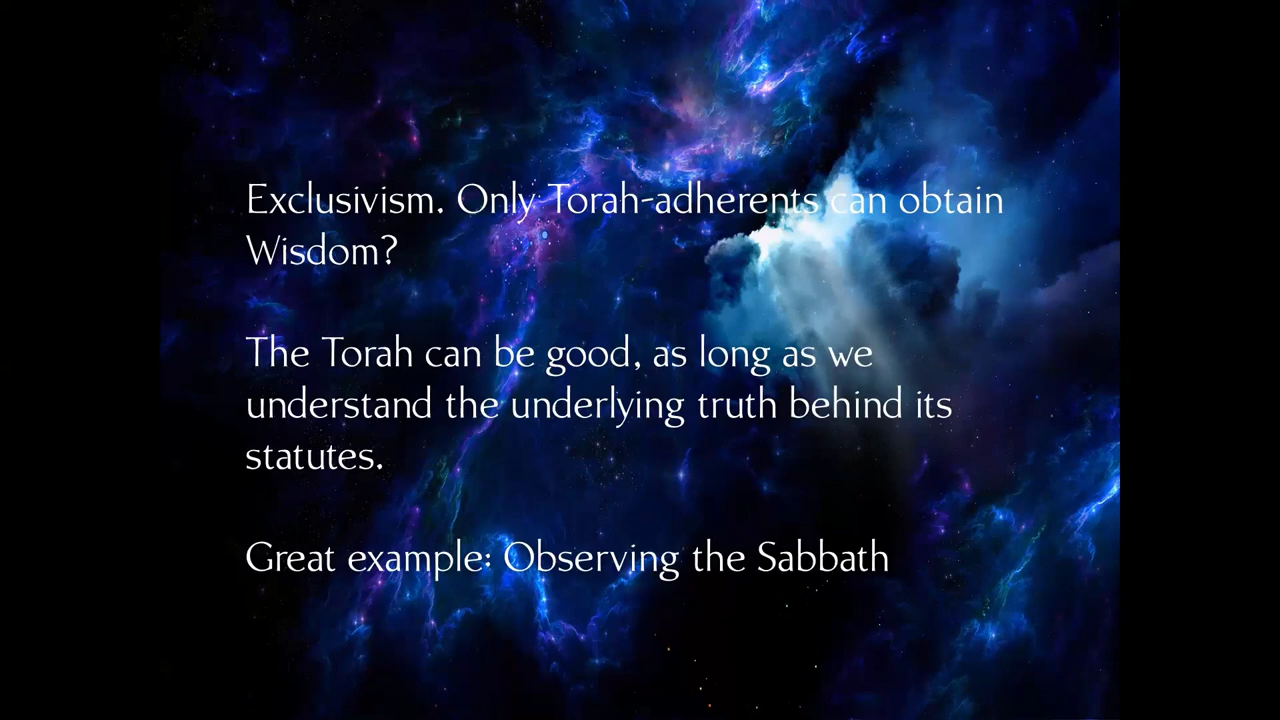 Exclusivism. Only Torah-adherents can obtain
Wisdom?
The Torah can be good, as long as we
understand the underlying truth behind its
statutes.
Great example: Observing the Sabbath